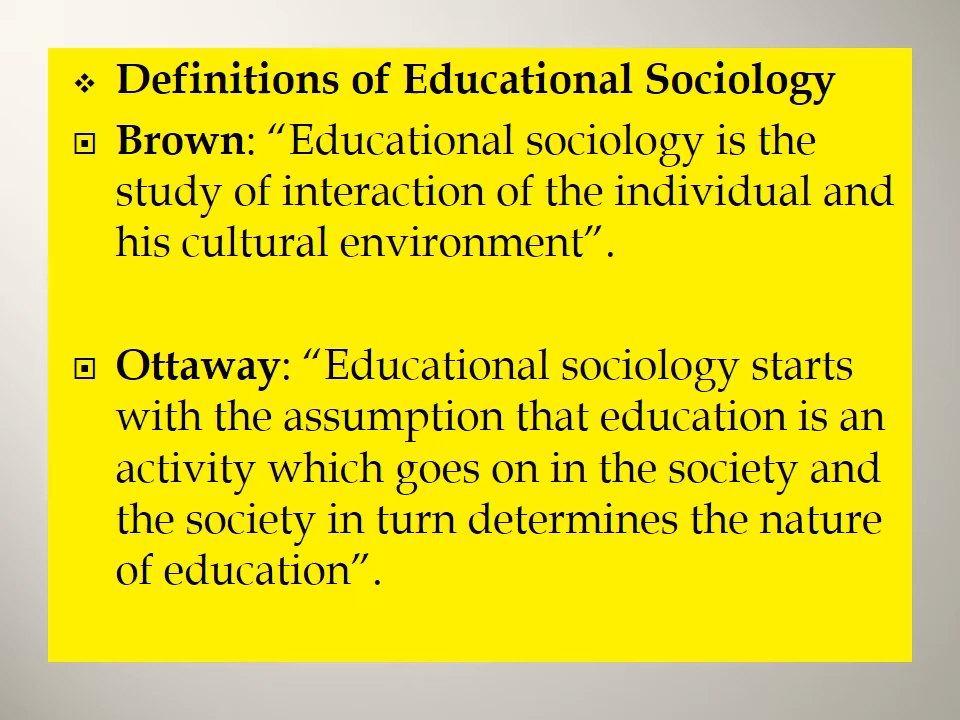 ❖ Definitions of Educational Sociology
▣ Brown: “Educational sociology is the
study of interaction of the individual and
his cultural environment”.
▣ Ottaway: “Educational sociology starts
with the assumption that education is an
activity which goes on in the society and
the society in turn determines the nature
of education”.